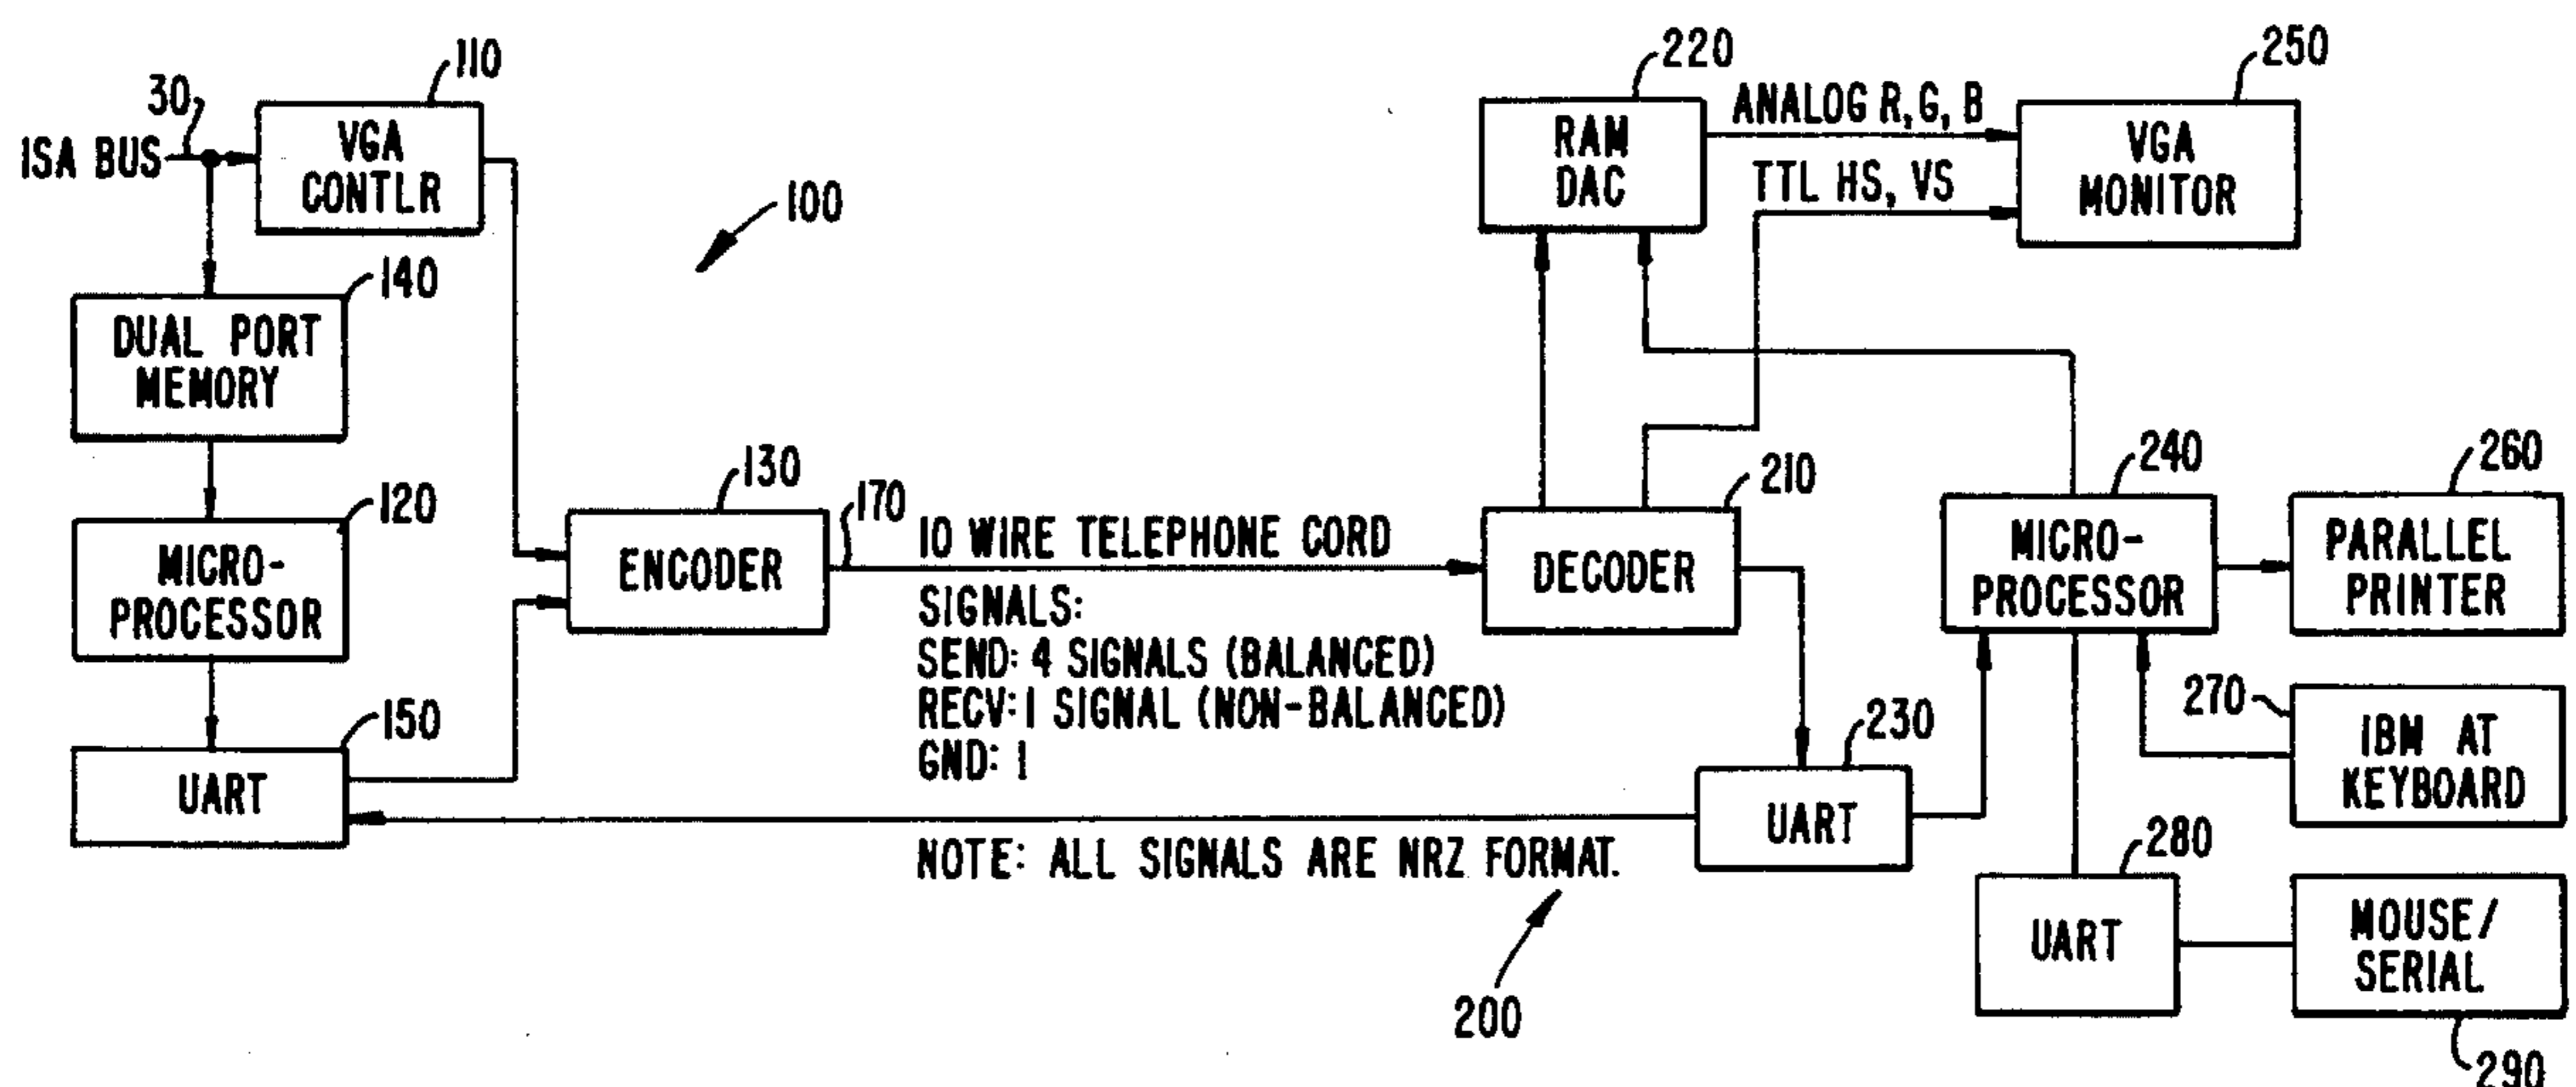 30
ISA BUS
110
VGA
CONTLR
100
140
DUAL PORT
MEMORY
120
MICRO-
PROCESSOR
150
UART
130
ENCODER
170
10 WIRE TELEPHONE CORD
SIGNALS:
SEND: 4 SIGNALS (BALANCED)
RECV: 1 SIGNAL (NON-BALANCED)
GND: 1
NOTE: ALL SIGNALS ARE NRZ FORMAT.
200
220
RAM
DAC
ANALOG R, G, B
TTL HS, VS
250
VGA
MONITOR
210
DECODER
230
UART
240
MICRO-
PROCESSOR
260
PARALLEL
PRINTER
270
IBM AT
KEYBOARD
280
UART
MOUSE/
SERIAL
290